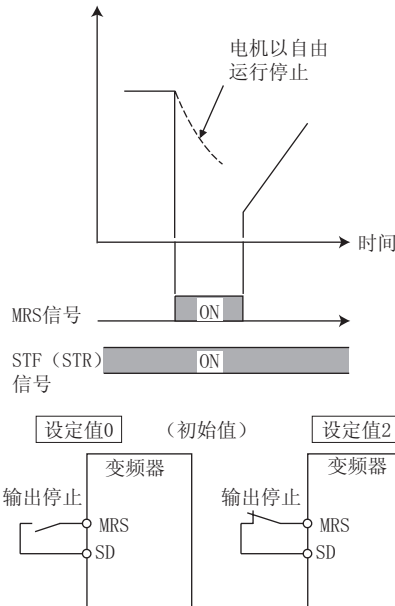 电机以自由
运行停止
时间
MRS信号
ON
STF（STR）
信号
ON
设定值0
（初始值）
设定值2
变频器
变频器
输出停止
输出停止
MRS
MRS
SD
SD